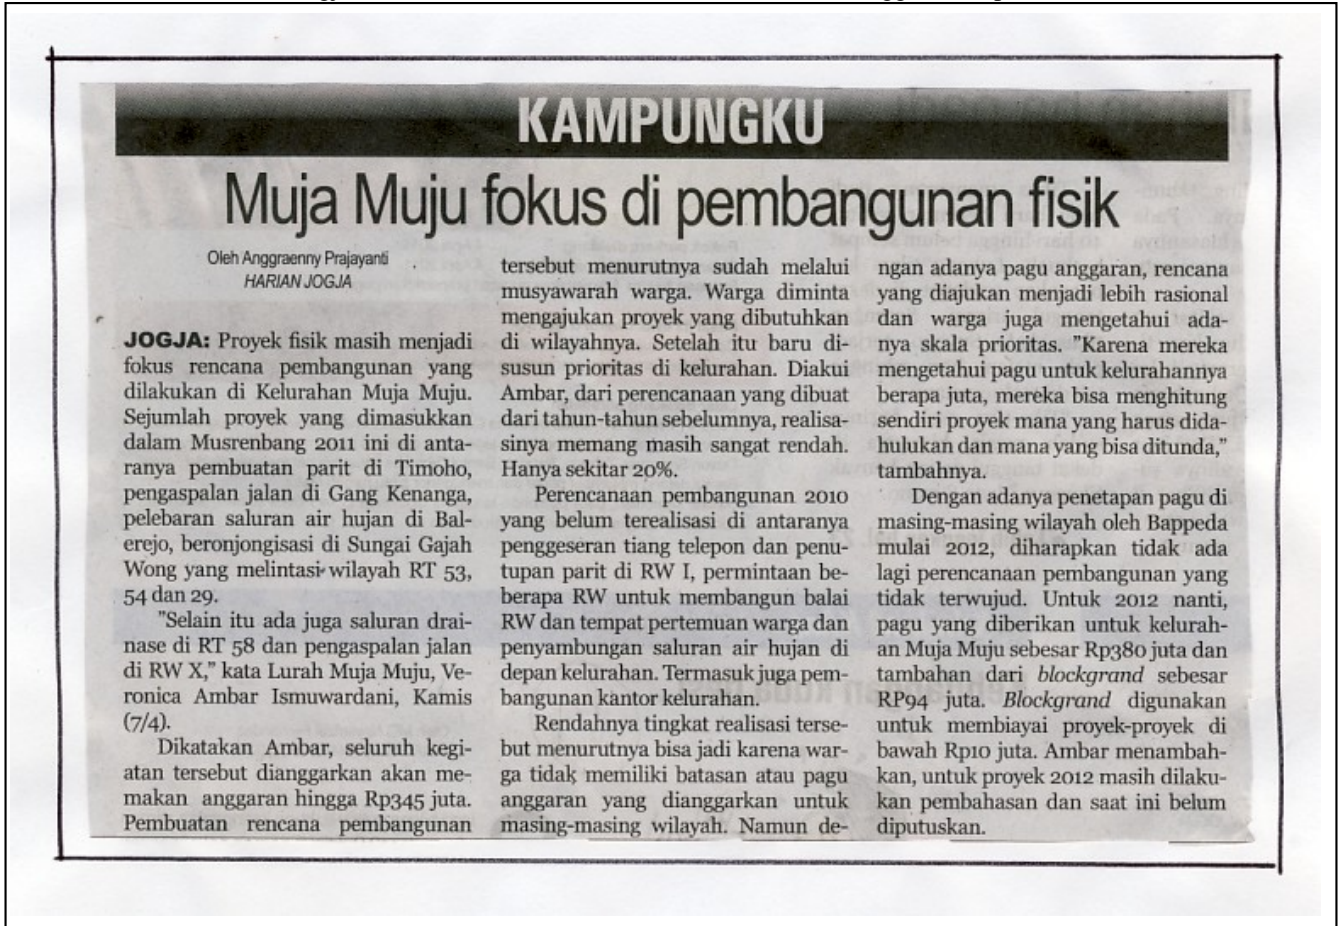 KAMPUNGKU
Muja Muju fokus di pembangunan fisik
Oleh Anggraenny Prajayanti
HARIAN JOGJA
JOGJA: Proyek fisik masih menjadi
fokus rencana pembangunan yang
dilakukan di Kelurahan Muja Muju.
Sejumlah proyek yang dimasukkan
dalam Musrenbang 2011 ini di anta-
ranya pembuatan parit di Timoho,
pengaspalan jalan di Gang Kenanga,
pelebaran saluran air hujan di Bal-
erejo, beronjongisasi di Sungai Gajah
Wong yang melintasi wilayah RT 53,
54 dan 29.
"Selain itu ada juga saluran drai-
nase di RT 58 dan pengaspalan jalan
di RW X," kata Lurah Muja Muju, Ve-
ronica Ambar Ismuwardani, Kamis
(7/4).
Dikatakan Ambar, seluruh kegi-
atan tersebut dianggarkan akan me-
makan anggaran hingga Rp345 juta.
Pembuatan rencana pembangunan
tersebut menurutnya sudah melalui
musyawarah warga. Warga diminta
mengajukan proyek yang dibutuhkan
di wilayahnya. Setelah itu baru di-
susun prioritas di kelurahan. Diakui
Ambar, dari perencanaan yang dibuat
dari tahun-tahun sebelumnya, realisa-
sinya memang masih sangat rendah.
Hanya sekitar 20%.
Perencanaan pembangunan 2010
yang belum terealisasi di antaranya
penggeseran tiang telepon dan penu-
tupan parit di RW I, permintaan be-
berapa RW untuk membangun balai
RW dan tempat pertemuan warga dan
penyambungan saluran air hujan di
depan kelurahan. Termasuk juga pem-
bangunan kantor kelurahan.
Rendahnya tingkat realisasi terse-
but menurutnya bisa jadi karena war-
ga tidak memiliki batasan atau pagu
anggaran yang dianggarkan untuk
masing-masing wilayah. Namun de-
ngan adanya pagu anggaran, rencana
yang diajukan menjadi lebih rasional
dan warga juga mengetahui ada-
nya skala prioritas. "Karena mereka
mengetahui pagu untuk kelurahannya
berapa juta, mereka bisa menghitung
sendiri proyek mana yang harus dida-
hulukan dan mana yang bisa ditunda,"
tambahnya.
Dengan adanya penetapan pagu di
masing-masing wilayah oleh Bappeda
mulai 2012, diharapkan tidak ada
lagi perencanaan pembangunan yang
tidak terwujud. Untuk 2012 nanti,
pagu yang diberikan untuk kelurah-
an Muja Muju sebesar Rp380 juta dan
tambahan dari blockgrand sebesar
RP94 juta. Blockgrand digunakan
untuk membiayai proyek-proyek di
bawah Rp10 juta. Ambar menambah-
kan, untuk proyek 2012 masih dilaku-
kan pembahasan dan saat ini belum
diputuskan.